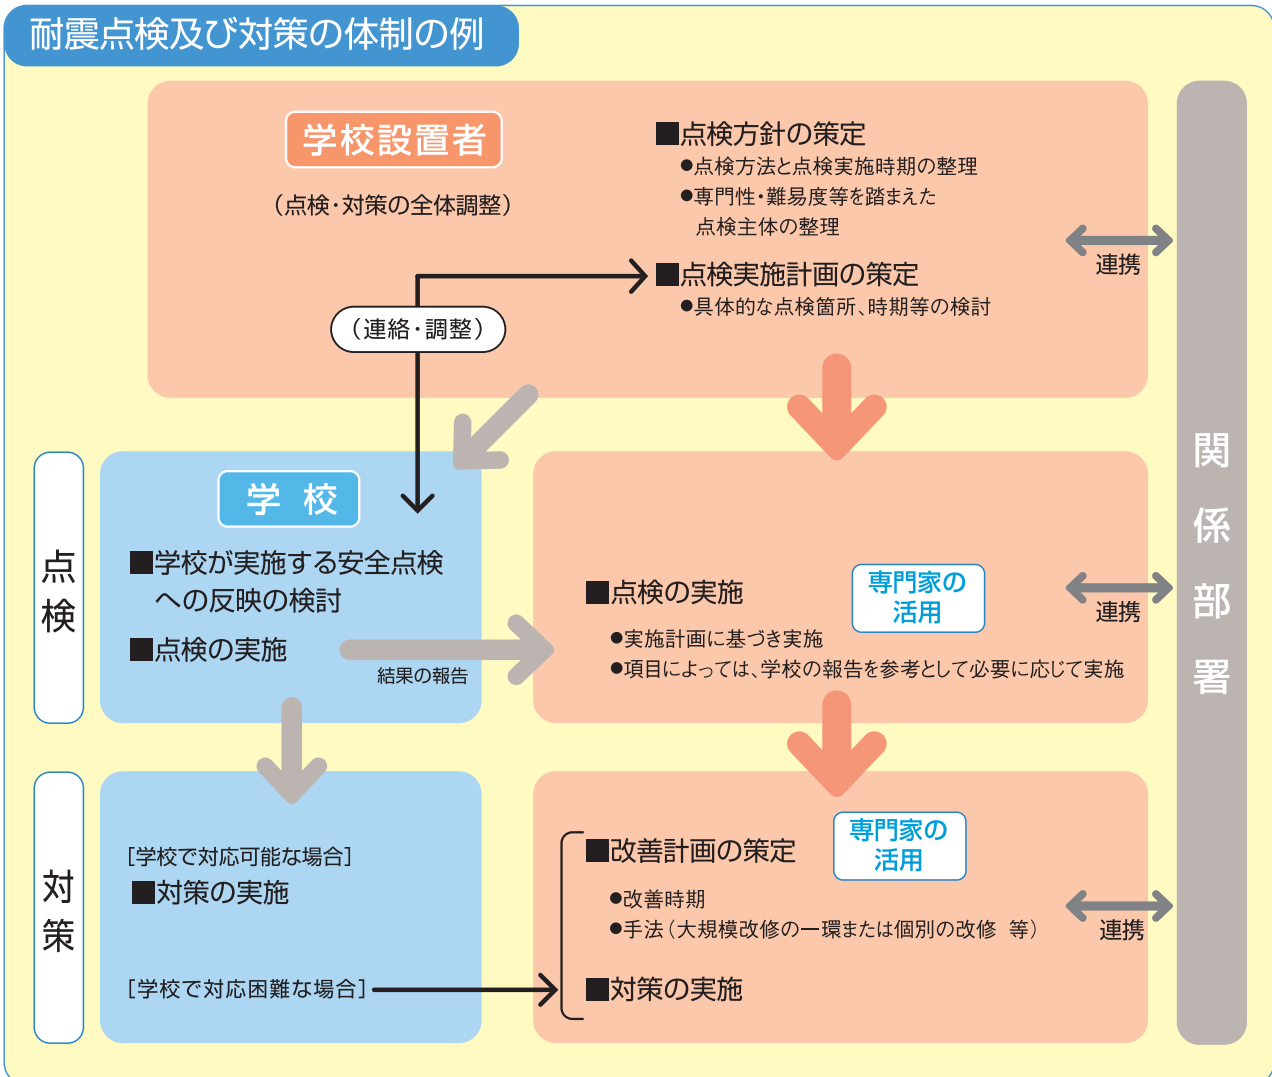 耐震点検及び対策の体制の例
学校設置者
（点検・対策の全体調整）
■点検方針の策定
●点検方法と点検実施時期の整理
●専門性・難易度等を踏まえた
点検主体の整理
■点検実施計画の策定
●具体的な点検箇所、時期等の検討
（連絡・調整）
連携
関係部署
点検
学校
■学校が実施する安全点検
への反映の検討
■点検の実施
結果の報告
■点検の実施
専門家の
活用
●実施計画に基づき実施
●項目によっては、学校の報告を参考として必要に応じて実施
連携
対策
［学校で対応可能な場合］
■対策の実施
［学校で対応困難な場合］
■改善計画の策定
専門家の
活用
●改善時期
●手法（大規模改修の一環または個別の改修　等）
■対策の実施
連携